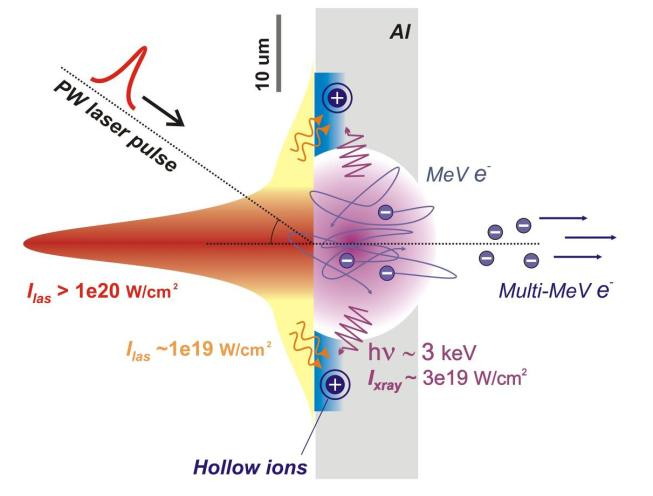 Al
10 um
PW laser pulse
MeV e⁻
I_las > 1e20 W/cm²
Multi-MeV e⁻
I_las ~1e19 W/cm²
hν ~ 3 keV
I_xray ~ 3e19 W/cm²
Hollow ions